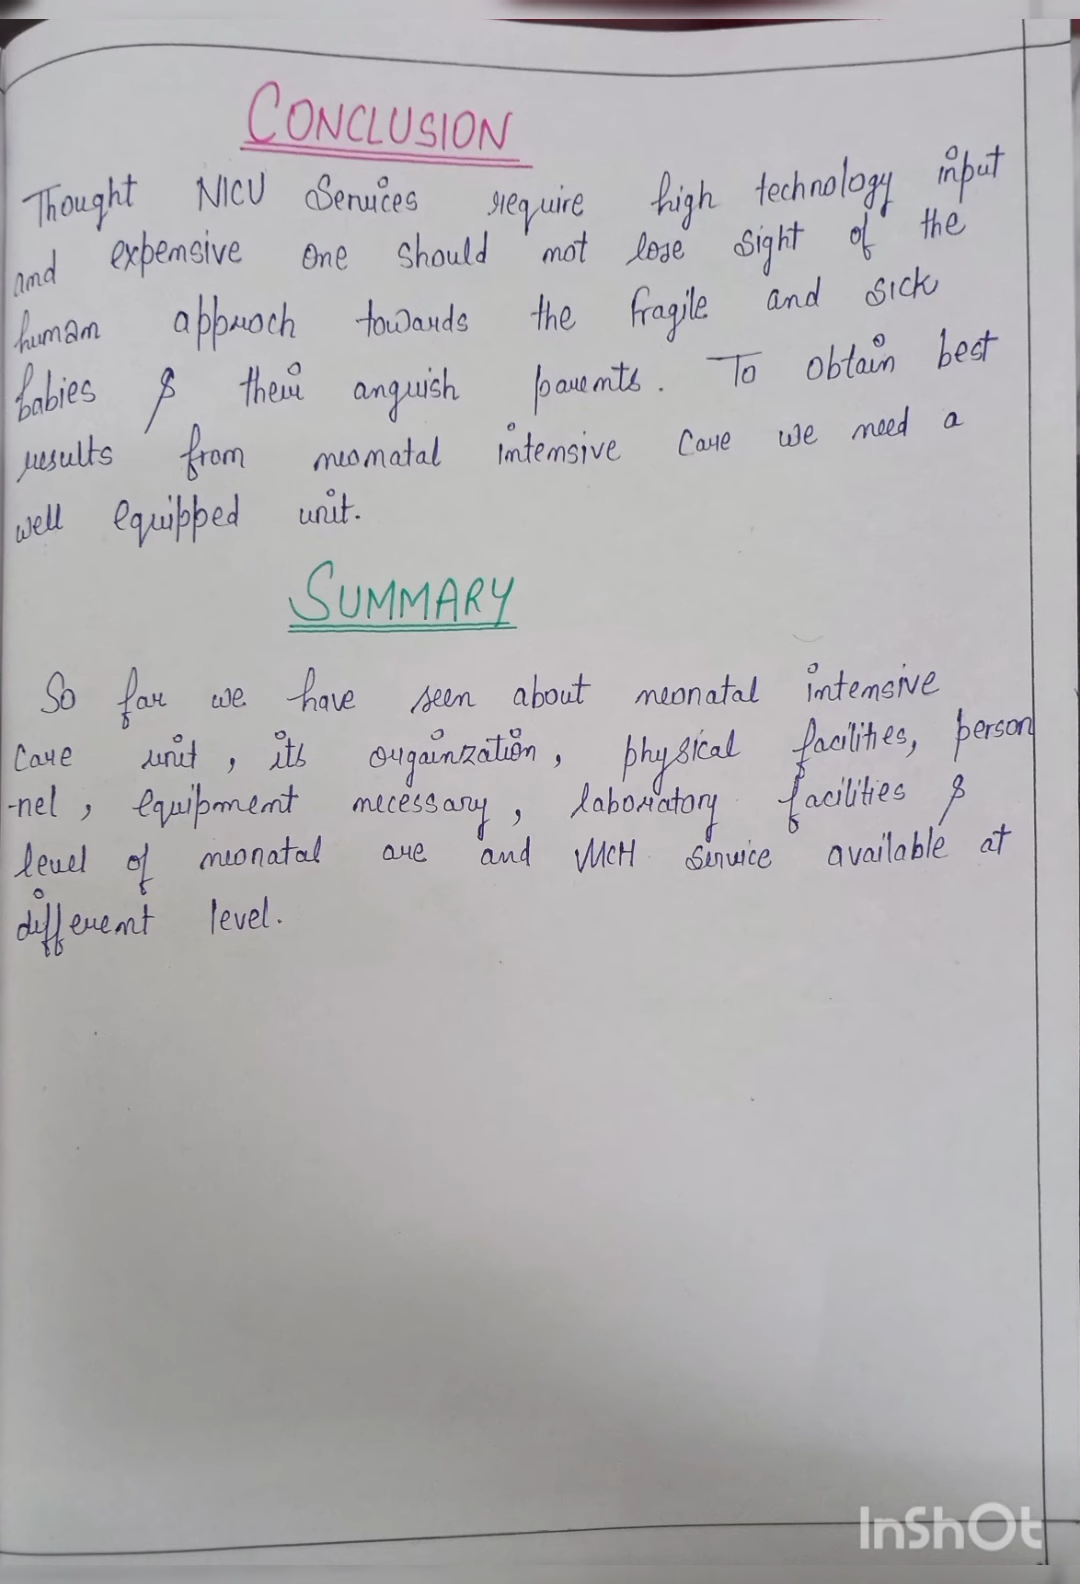 CONCLUSION
Thought NICU Services require high technology input
and expensive one should not lose sight of the
human approch towards the fragile and sick
babies & their anguish parents. To obtain best
results from neonatal intensive care we need a
well equipped unit.
SUMMARY
So far we have seen about neonatal intensive
care unit, its orgainzation, physical facilities, person
-nel, equipment necessary, laboratory facilities &
level of neonatal are and MCH service available at
different level.
InShOt